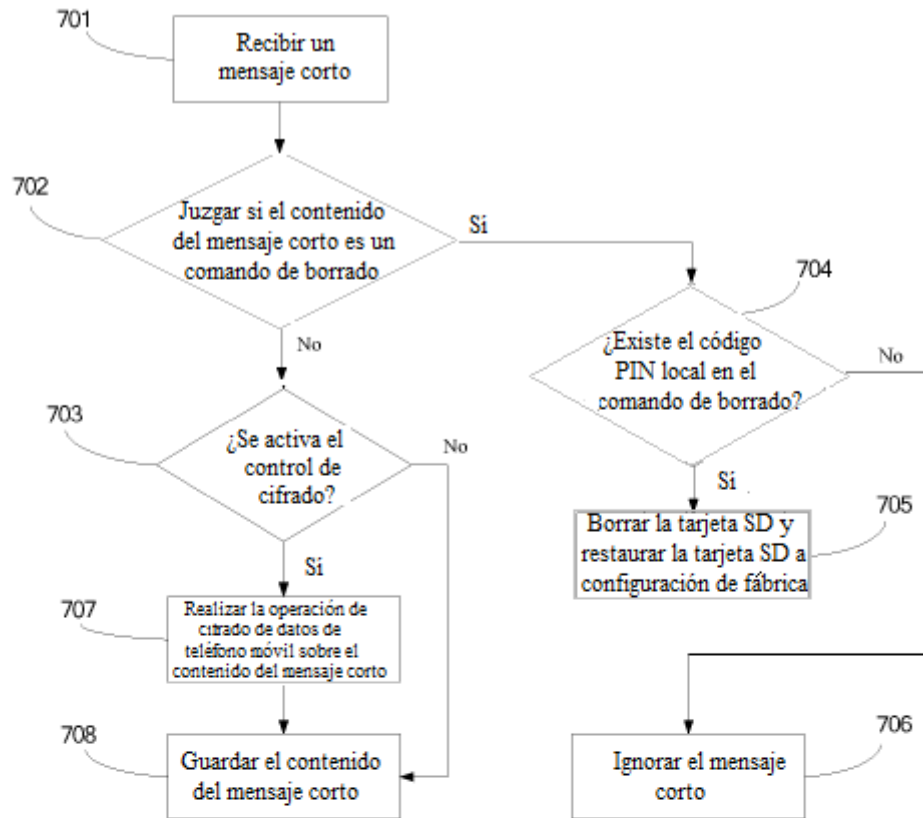 701
Recibir un
mensaje corto
702
Juzgar si el contenido
del mensaje corto es un
comando de borrado
Sí
704
No
¿Existe el código
PIN local en el
comando de borrado?
No
703
¿Se activa el
control de
cifrado?
No
Sí
705
Borrar la tarjeta SD y
restaurar la tarjeta SD a
configuración de fábrica
Sí
707
Realizar la operación de
cifrado de datos de
teléfono móvil sobre el
contenido del mensaje corto
708
Guardar el contenido
del mensaje corto
706
Ignorar el mensaje
corto